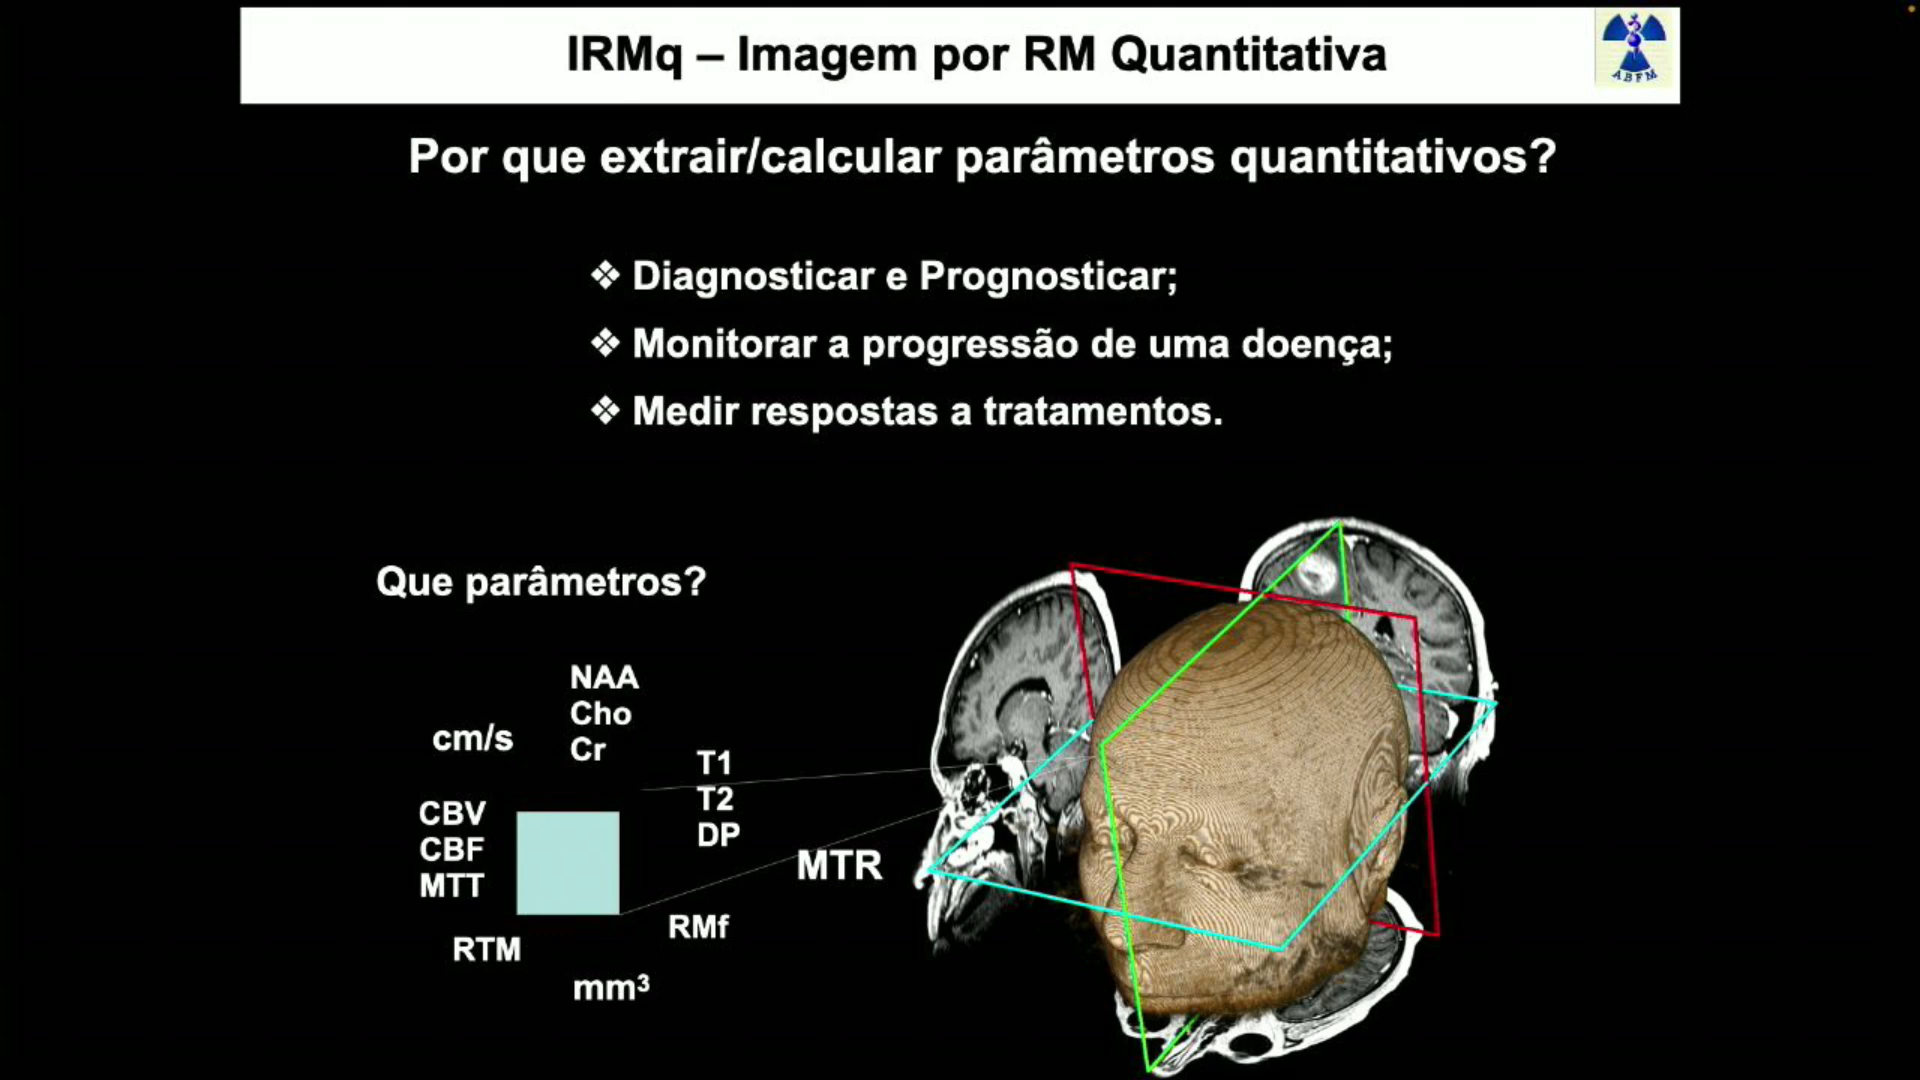 IRMq – Imagem por RM Quantitativa
ABFM
Por que extrair/calcular parâmetros quantitativos?
❖ Diagnosticar e Prognosticar;
❖ Monitorar a progressão de uma doença;
❖ Medir respostas a tratamentos.
Que parâmetros?
NAA
Cho
Cr
cm/s
T1
T2
DP
CBV
CBF
MTT
MTR
RMf
RTM
mm³